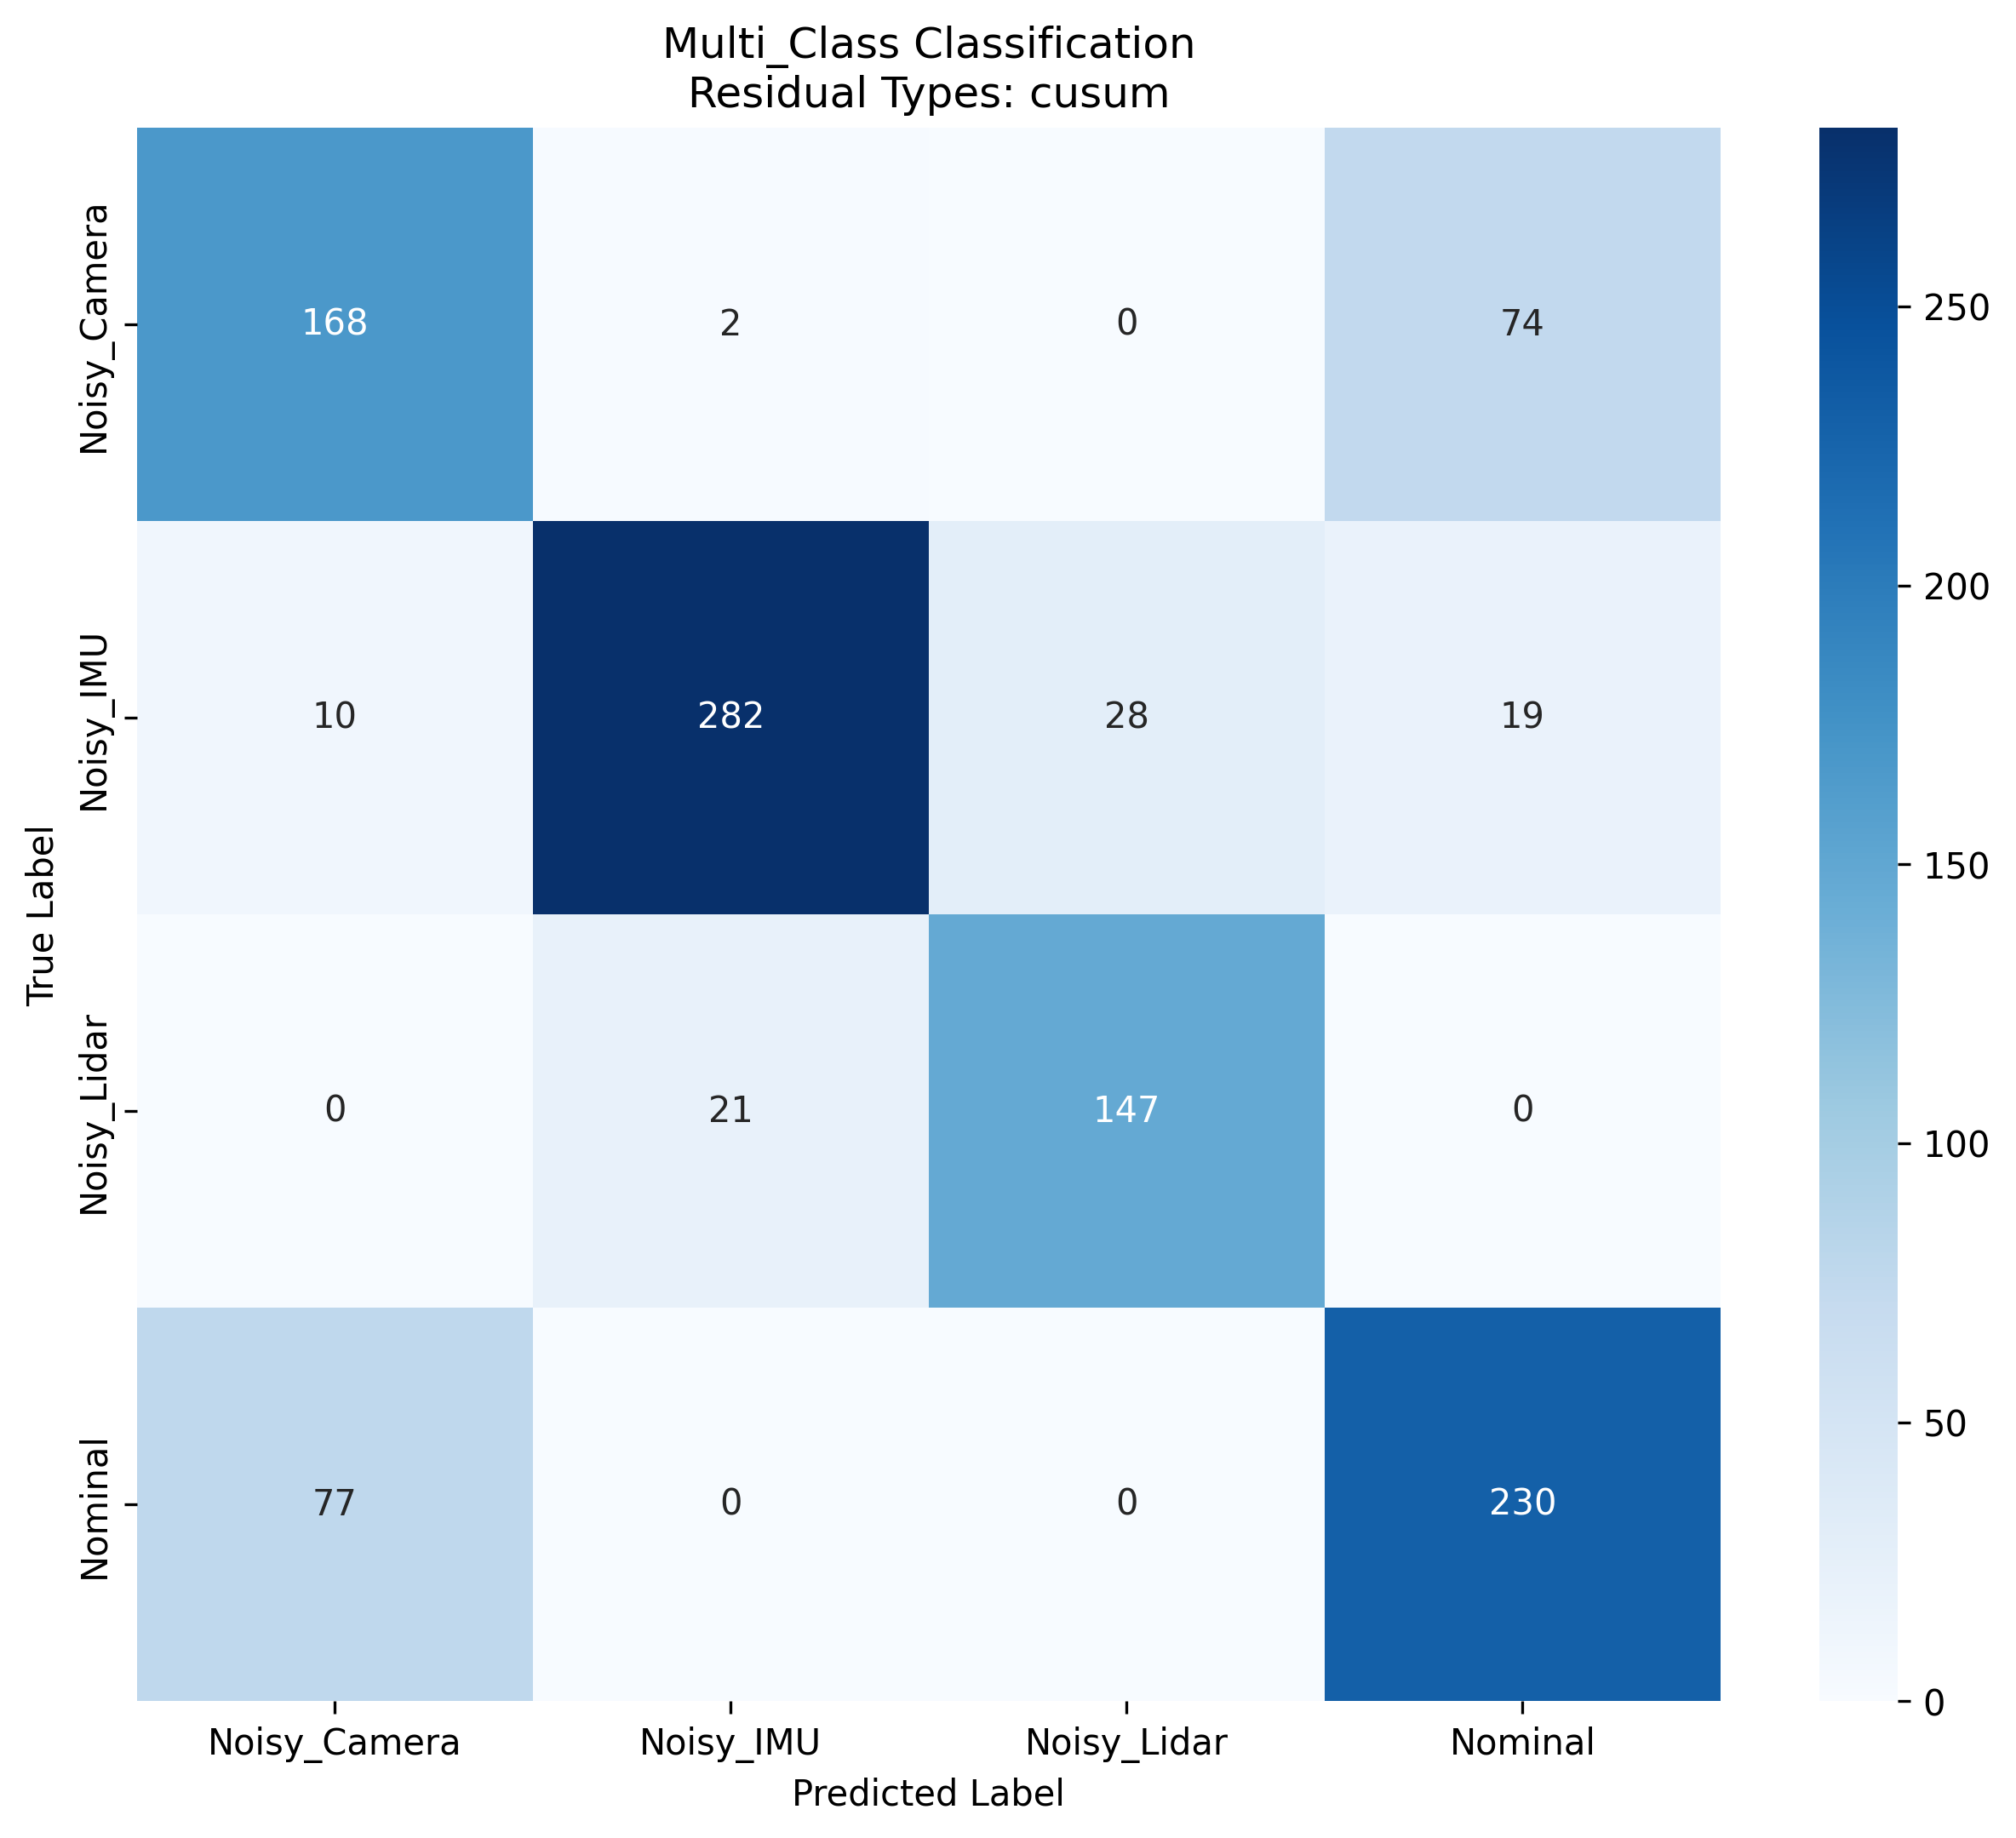 Multi_Class Classification
Residual Types: cusum
True Label
Noisy_Camera
168 2 0 74
Noisy_IMU
10 282 28 19
Noisy_Lidar
0 21 147 0
Nominal
77 0 0 230
Noisy_Camera Noisy_IMU Noisy_Lidar Nominal
Predicted Label
250
200
150
100
50
0